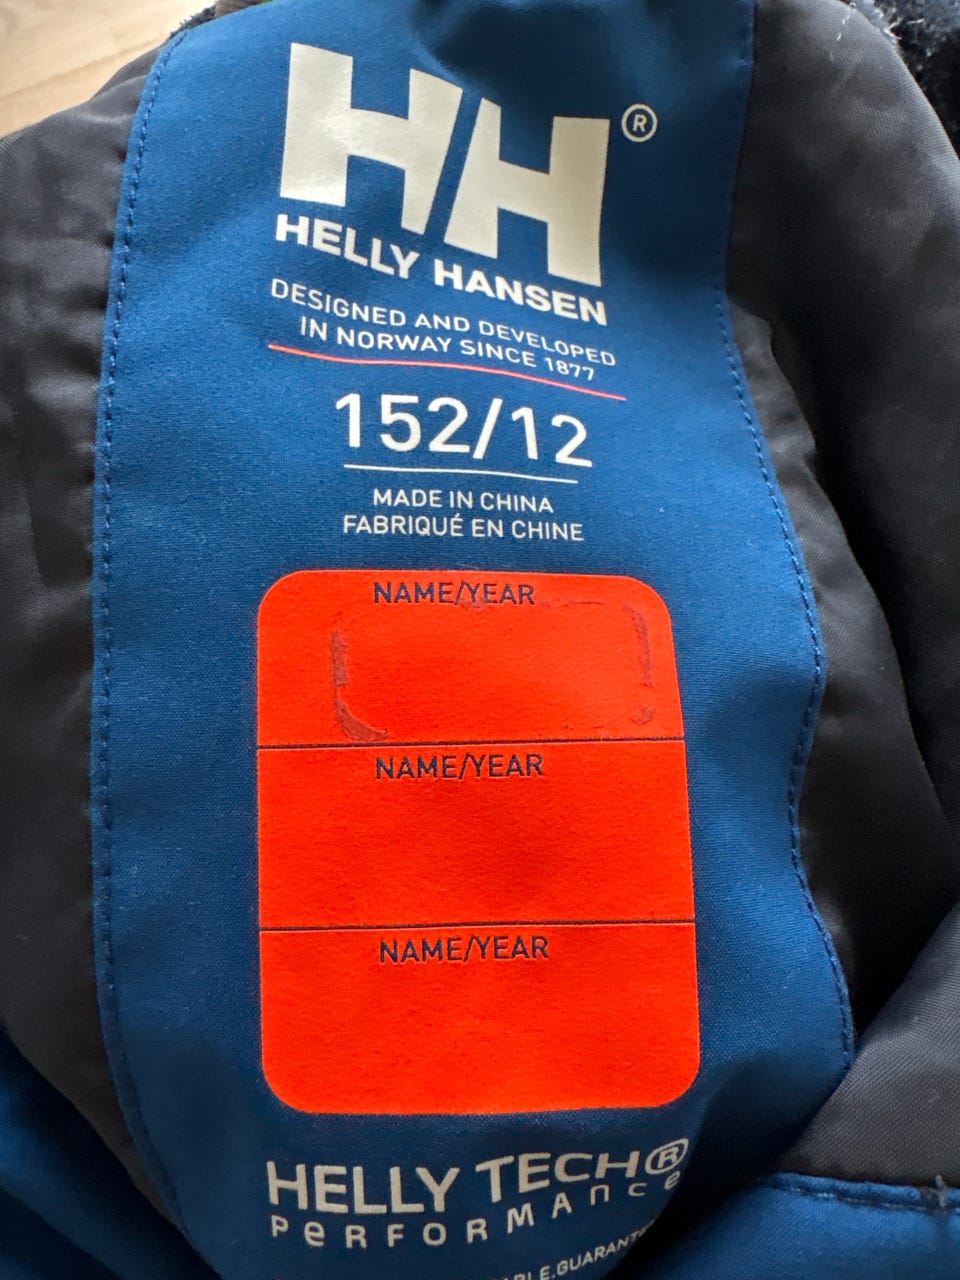 HH®
HELLY HANSEN
DESIGNED AND DEVELOPED
IN NORWAY SINCE 1877
152/12
MADE IN CHINA
FABRIQUÉ EN CHINE
NAME/YEAR
NAME/YEAR
NAME/YEAR
HELLY TECH®
PERFORMANCE